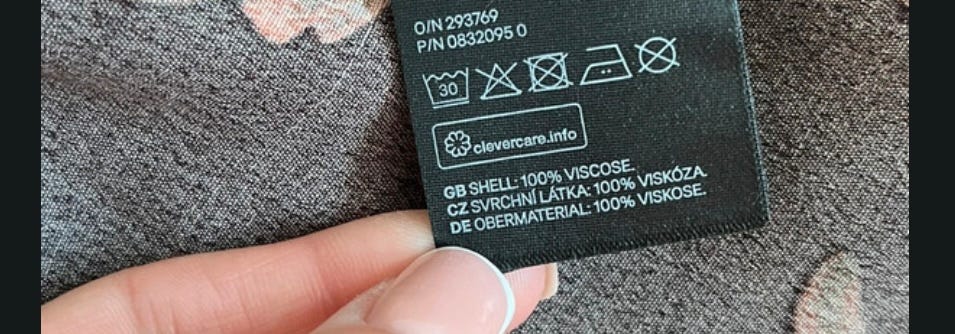 O/N 293769
P/N 0832095 0
30
clevercare.info
GB SHELL: 100% VISCOSE.
CZ SVRCHNÍ LÁTKA: 100% VISKÓZA.
DE OBERMATERIAL: 100% VISKOSE.